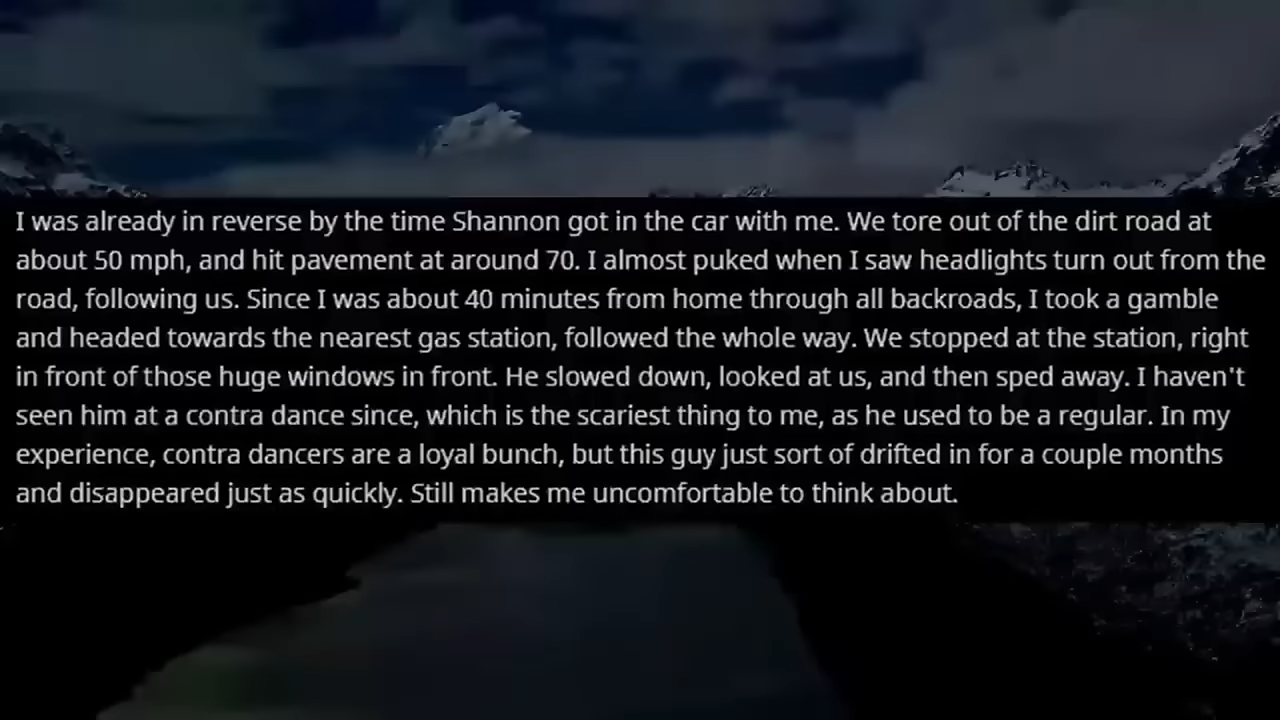 I was already in reverse by the time Shannon got in the car with me. We tore out of the dirt road at
about 50 mph, and hit pavement at around 70. I almost puked when I saw headlights turn out from the
road, following us. Since I was about 40 minutes from home through all backroads, I took a gamble
and headed towards the nearest gas station, followed the whole way. We stopped at the station, right
in front of those huge windows in front. He slowed down, looked at us, and then sped away. I haven't
seen him at a contra dance since, which is the scariest thing to me, as he used to be a regular. In my
experience, contra dancers are a loyal bunch, but this guy just sort of drifted in for a couple months
and disappeared just as quickly. Still makes me uncomfortable to think about.